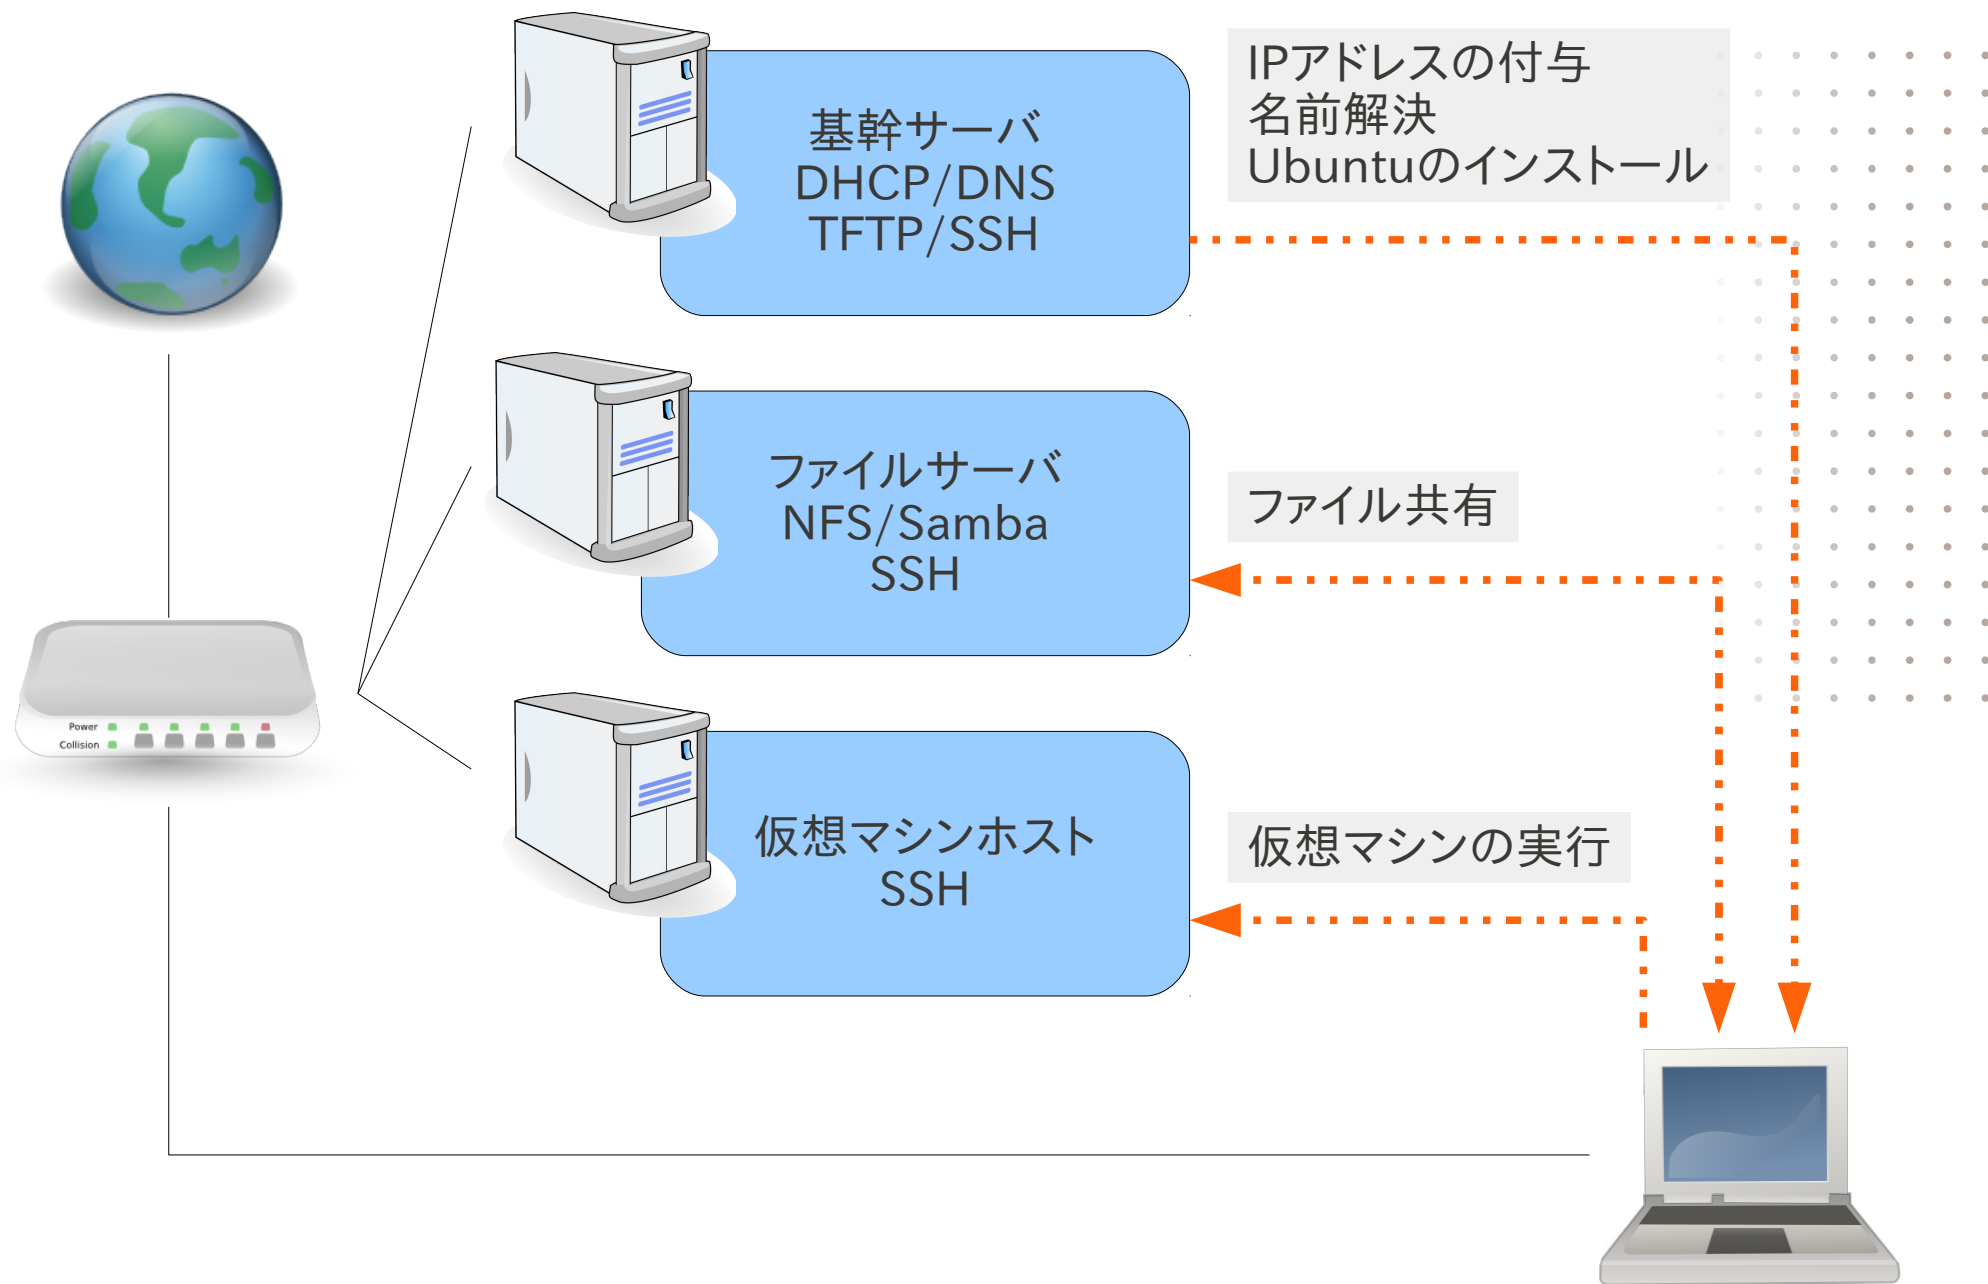 基幹サーバ
DHCP/DNS
TFTP/SSH
IPアドレスの付与
名前解決
Ubuntuのインストール
ファイルサーバ
NFS/Samba
SSH
ファイル共有
Power
Collision
仮想マシンホスト
SSH
仮想マシンの実行